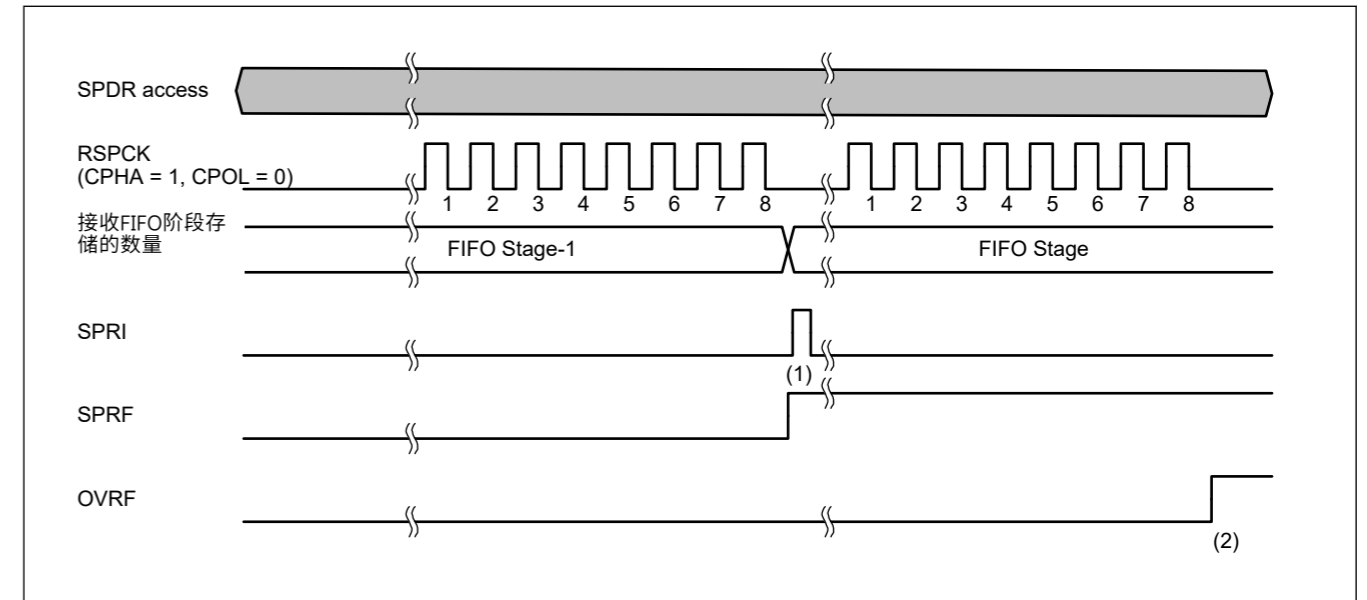 SPDR access
RSPCK
(CPHA = 1, CPOL = 0)
1 2 3 4 5 6 7 8 1 2 3 4 5 6 7 8
接收FIFO阶段存
储的数量
FIFO Stage-1 FIFO Stage
SPRI
(1)
SPRF
OVRF
(2)